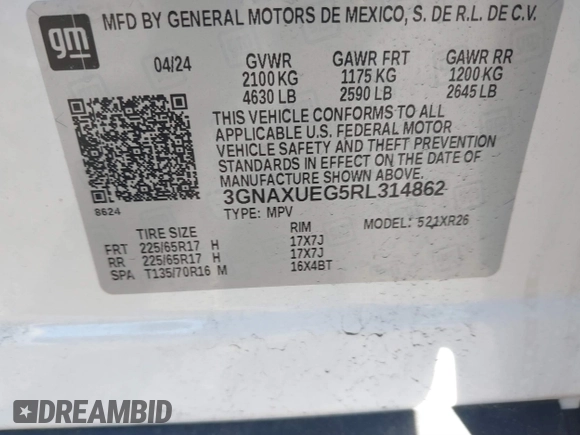 gm
MFD BY GENERAL MOTORS DE MEXICO, S. DE R.L. DE C.V.
04/24 GVWR GAWR FRT GAWR RR
2100 KG 1175 KG 1200 KG
4630 LB 2590 LB 2645 LB
THIS VEHICLE CONFORMS TO ALL
APPLICABLE U.S. FEDERAL MOTOR
VEHICLE SAFETY AND THEFT PREVENTION
STANDARDS IN EFFECT ON THE DATE
OF MANUFACTURE SHOWN ABOVE.
8624 3GNAXUEG5RL314862
TYPE: MPV MODEL: 521XR26
TIRE SIZE RIM
FRT 225/65R17 H 17X7J
RR 225/65R17 H 17X7J
SPA T135/70R16 M 16X4BT
DREAMBID